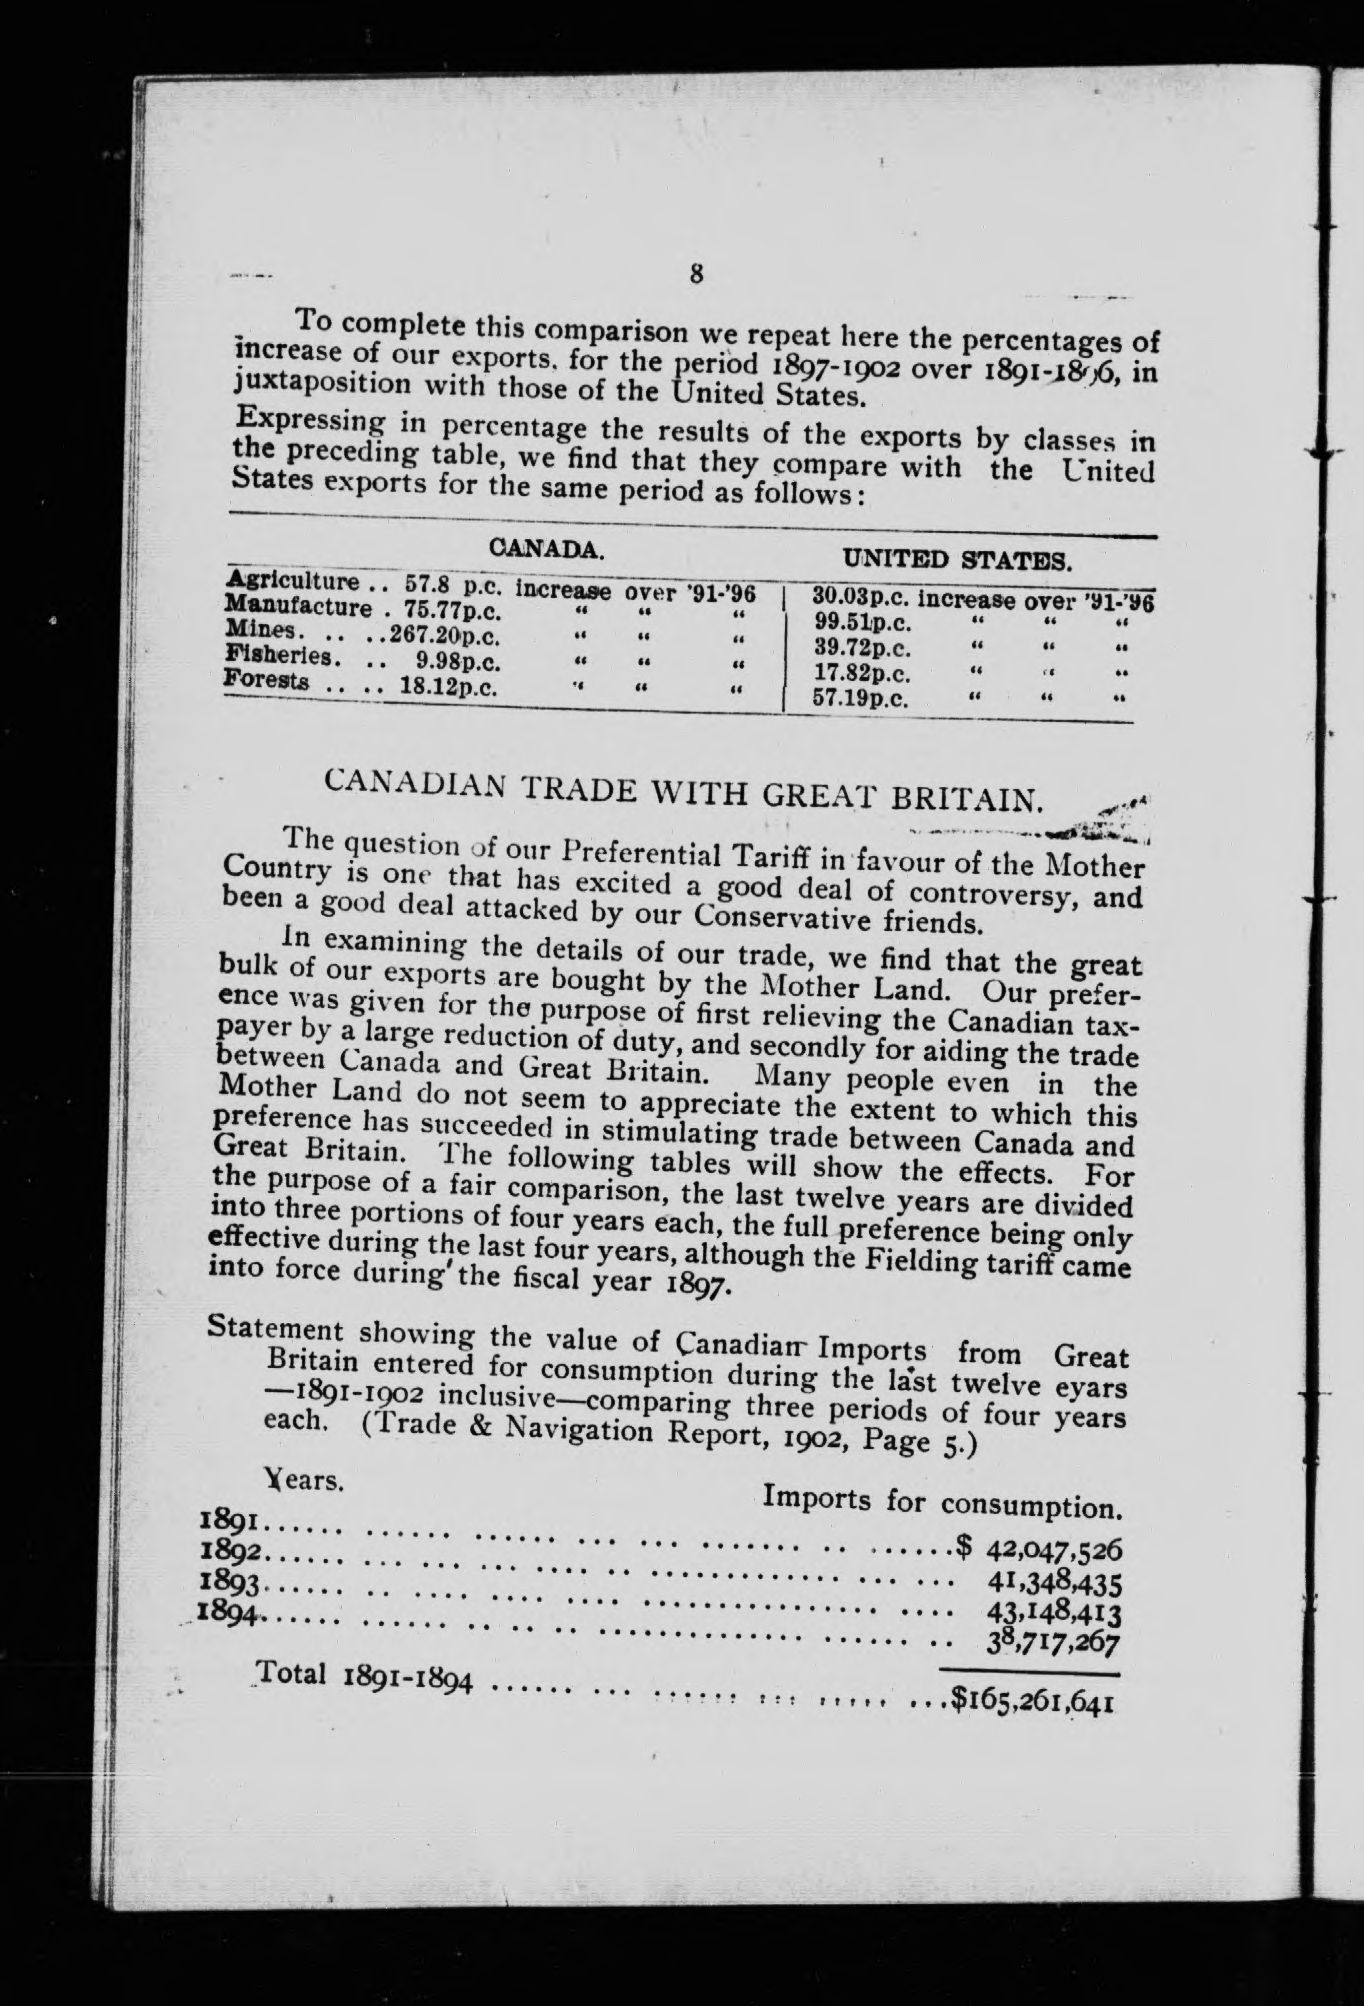 8
To complete this comparison we repeat here the percentages of
increase of our exports, for the period 1897-1902 over 1891-1896, in
juxtaposition with those of the United States.
Expressing in percentage the results of the exports by classes in
the preceding table, we find that they compare with the United
States exports for the same period as follows:
CANADA. UNITED STATES.
Agriculture .. 57.8 p.c. increase over '91-'96 | 30.03p.c. increase over '91-'96
Manufacture . 75.77p.c. “ “ “ 99.51p.c. “ “ “
Mines. .. ..267.20p.c. “ “ “ 39.72p.c. “ “ “
Fisheries. .. 9.98p.c. “ “ “ 17.82p.c. “ “ “
Forests .. .. 18.12p.c. “ “ “ 57.19p.c. “ “ “
CANADIAN TRADE WITH GREAT BRITAIN.
The question of our Preferential Tariff in favour of the Mother
Country is one that has excited a good deal of controversy, and
been a good deal attacked by our Conservative friends.
In examining the details of our trade, we find that the great
bulk of our exports are bought by the Mother Land. Our prefer-
ence was given for the purpose of first relieving the Canadian tax-
payer by a large reduction of duty, and secondly for aiding the trade
between Canada and Great Britain. Many people even in the
Mother Land do not seem to appreciate the extent to which this
preference has succeeded in stimulating trade between Canada and
Great Britain. The following tables will show the effects. For
the purpose of a fair comparison, the last twelve years are divided
into three portions of four years each, the full preference being only
effective during the last four years, although the Fielding tariff came
into force during the fiscal year 1897.
Statement showing the value of Canadian Imports from Great
Britain entered for consumption during the last twelve eyars
—1891-1902 inclusive—comparing three periods of four years
each. (Trade & Navigation Report, 1902, Page 5.)
Years. Imports for consumption.
1891...... ...... ...... ... ... ........ .. .......$ 42,047,526
1892...... ... ... ... .... .. .............. ... ... 41,348,435
1893...... .. .... .... .... ................ .... 43,148,413
1894...... ...... .. .. .. ............... ...... .. 38,717,267
Total 1891-1894 ...... ... ...... ... ..... ...$165,261,641